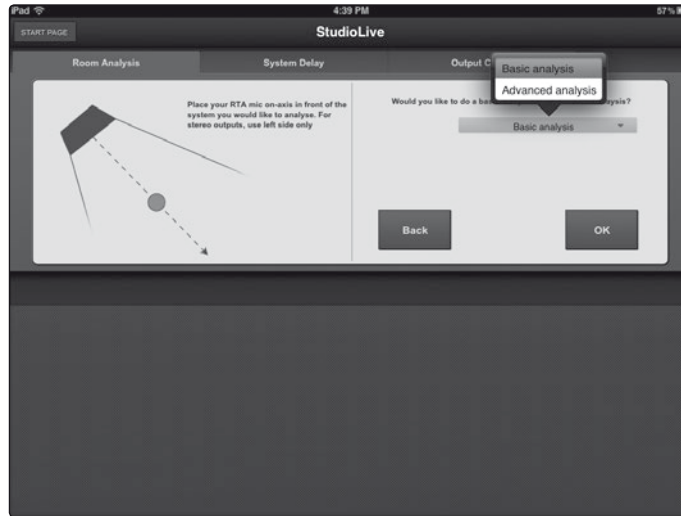 iPad 4:39 PM 57%
START PAGE StudioLive
Room Analysis System Delay Output C
Basic analysis
Advanced analysis
Place your RTA mic on-axis in front of the
system you would like to analyse. For
stereo outputs, use left side only
Would you like to do a bas ysis?
Basic analysis
Back OK